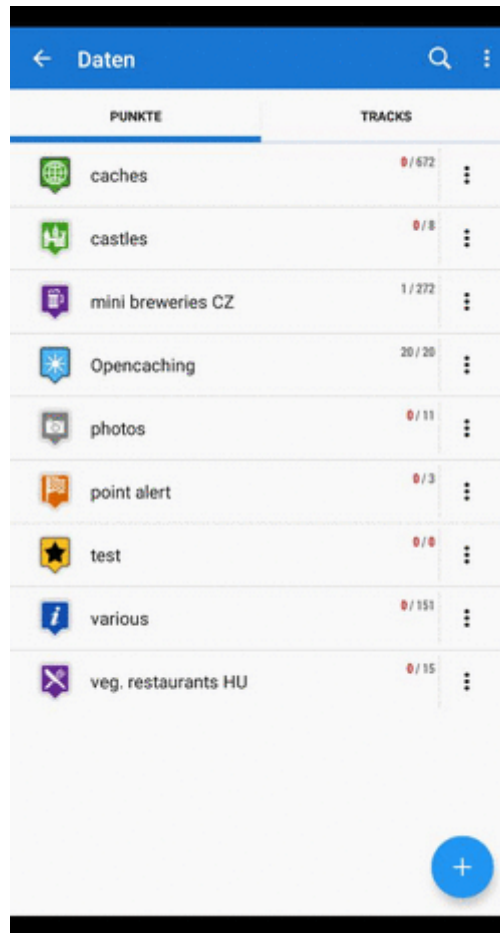 Daten
PUNKTE TRACKS
caches 0/672
castles 0/8
mini breweries CZ 1/272
Opencaching 20/20
photos 0/11
point alert 0/3
test 0/0
various 0/151
veg. restaurants HU 0/15